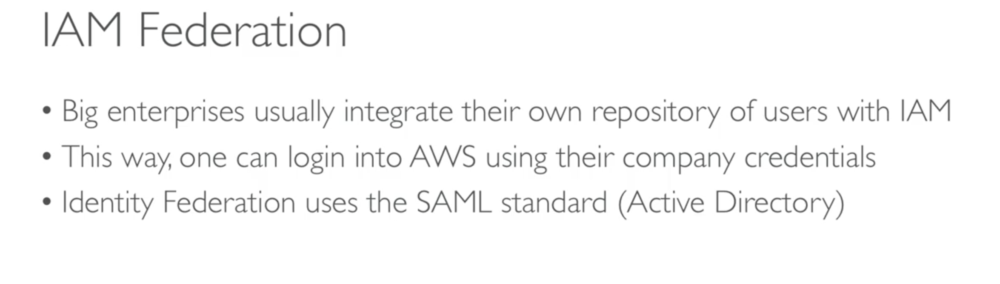 IAM Federation
• Big enterprises usually integrate their own repository of users with IAM
• This way, one can login into AWS using their company credentials
• Identity Federation uses the SAML standard (Active Directory)